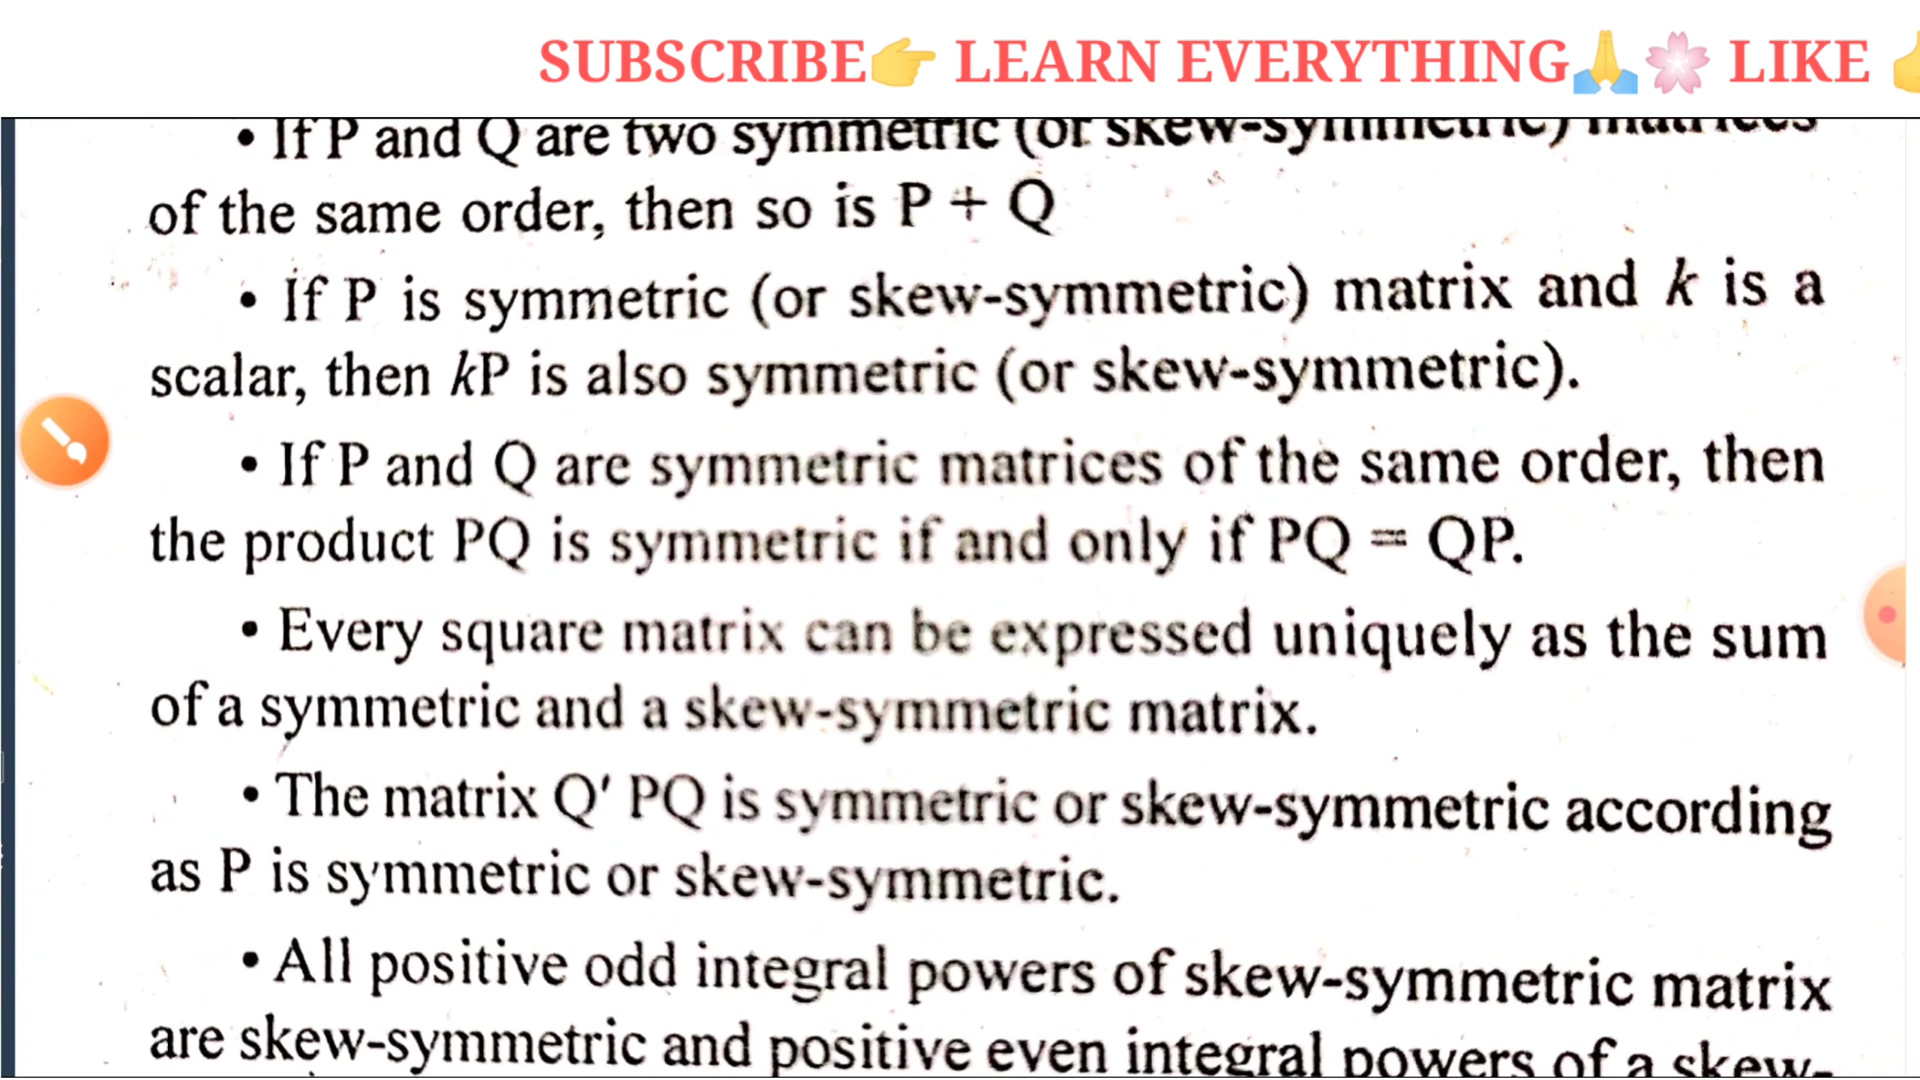 SUBSCRIBE👉 LEARN EVERYTHING🙏🌸 LIKE
• If P and Q are two symmetric (or skew-symmetric) matrices
of the same order, then so is P + Q
• If P is symmetric (or skew-symmetric) matrix and k is a
scalar, then kP is also symmetric (or skew-symmetric).
• If P and Q are symmetric matrices of the same order, then
the product PQ is symmetric if and only if PQ = QP.
• Every square matrix can be expressed uniquely as the sum
of a symmetric and a skew-symmetric matrix.
• The matrix Q′ PQ is symmetric or skew-symmetric according
as P is symmetric or skew-symmetric.
• All positive odd integral powers of skew-symmetric matrix
are skew-symmetric and positive even integral powers of a skew-